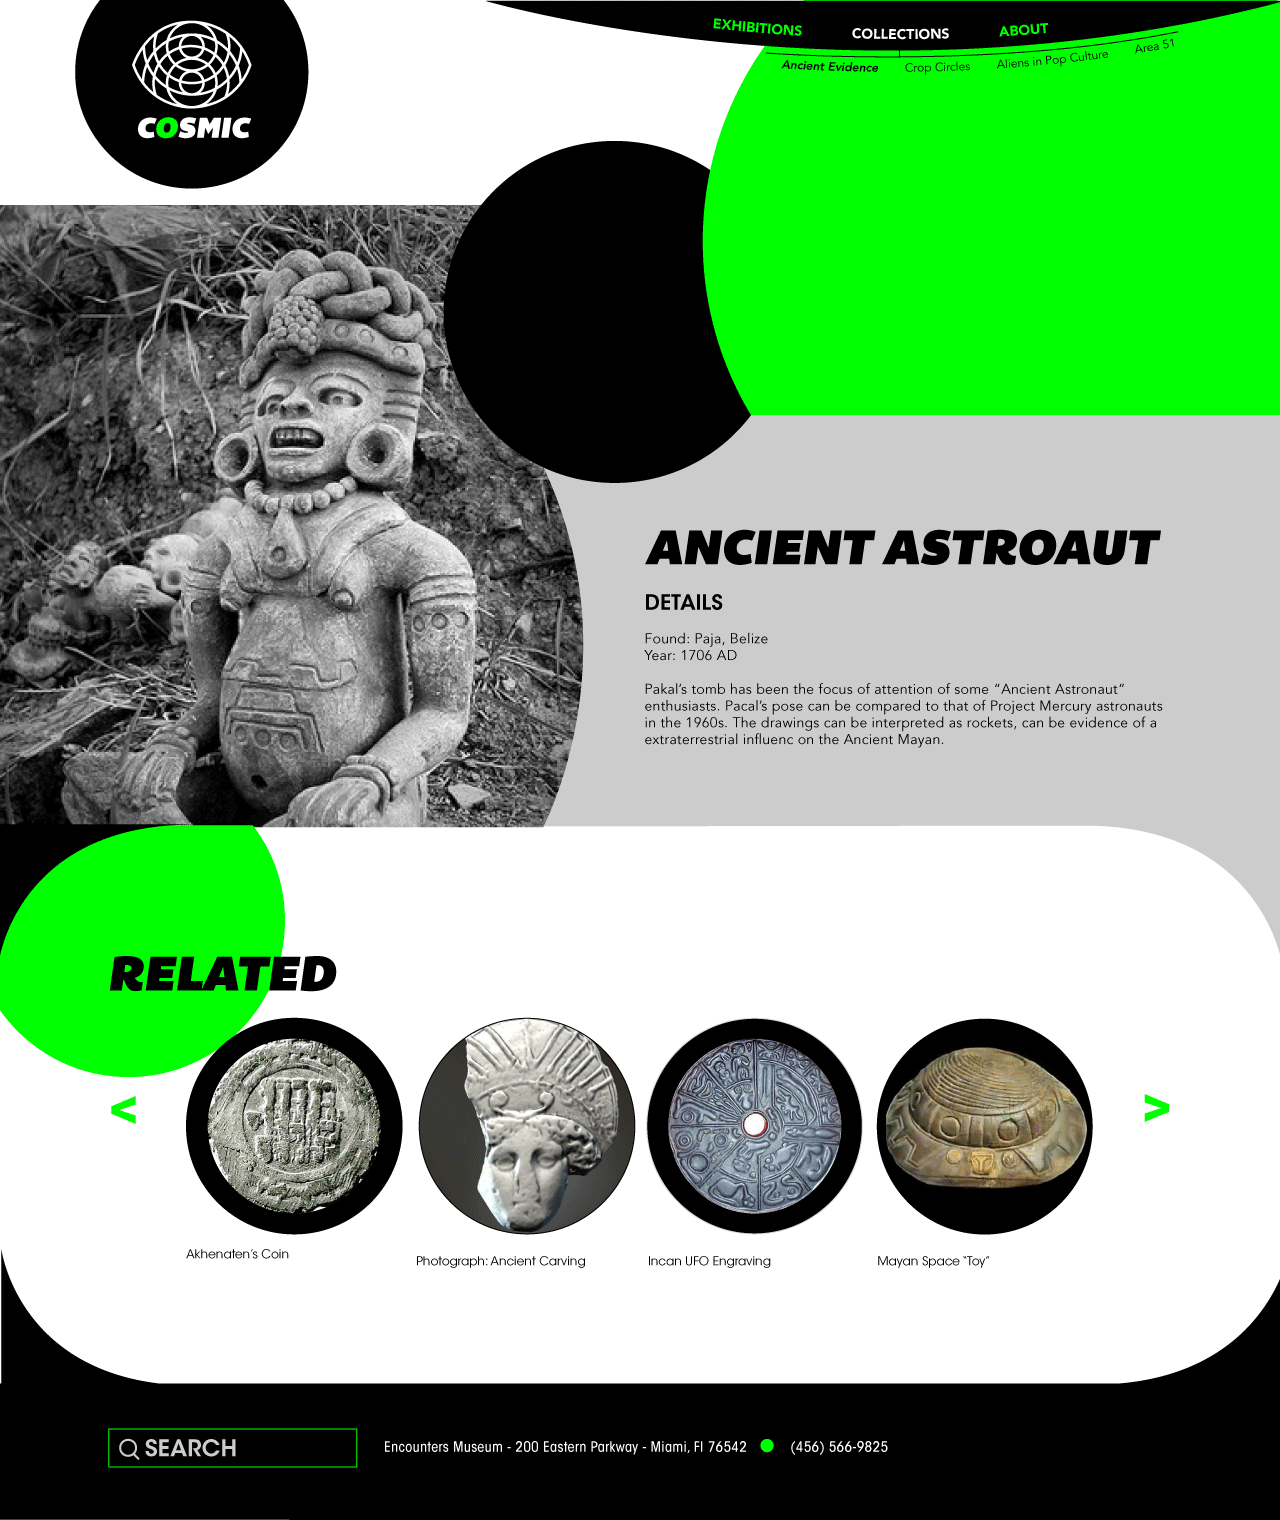 COSMIC
EXHIBITIONS
COLLECTIONS
ABOUT
Ancient Evidence
Crop Circles
Aliens in Pop Culture
Area 51
ANCIENT ASTROAUT
DETAILS
Found: Paja, Belize
Year: 1706 AD
Pakal’s tomb has been the focus of attention of some “Ancient Astronaut”
enthusiasts. Pacal’s pose can be compared to that of Project Mercury astronauts
in the 1960s. The drawings can be interpreted as rockets, can be evidence of a
extraterrestrial influenc on the Ancient Mayan.
RELATED
<
>
Akhenaten’s Coin
Photograph: Ancient Carving
Incan UFO Engraving
Mayan Space “Toy”
SEARCH
Encounters Museum - 200 Eastern Parkway - Miami, Fl 76542
(456) 566-9825